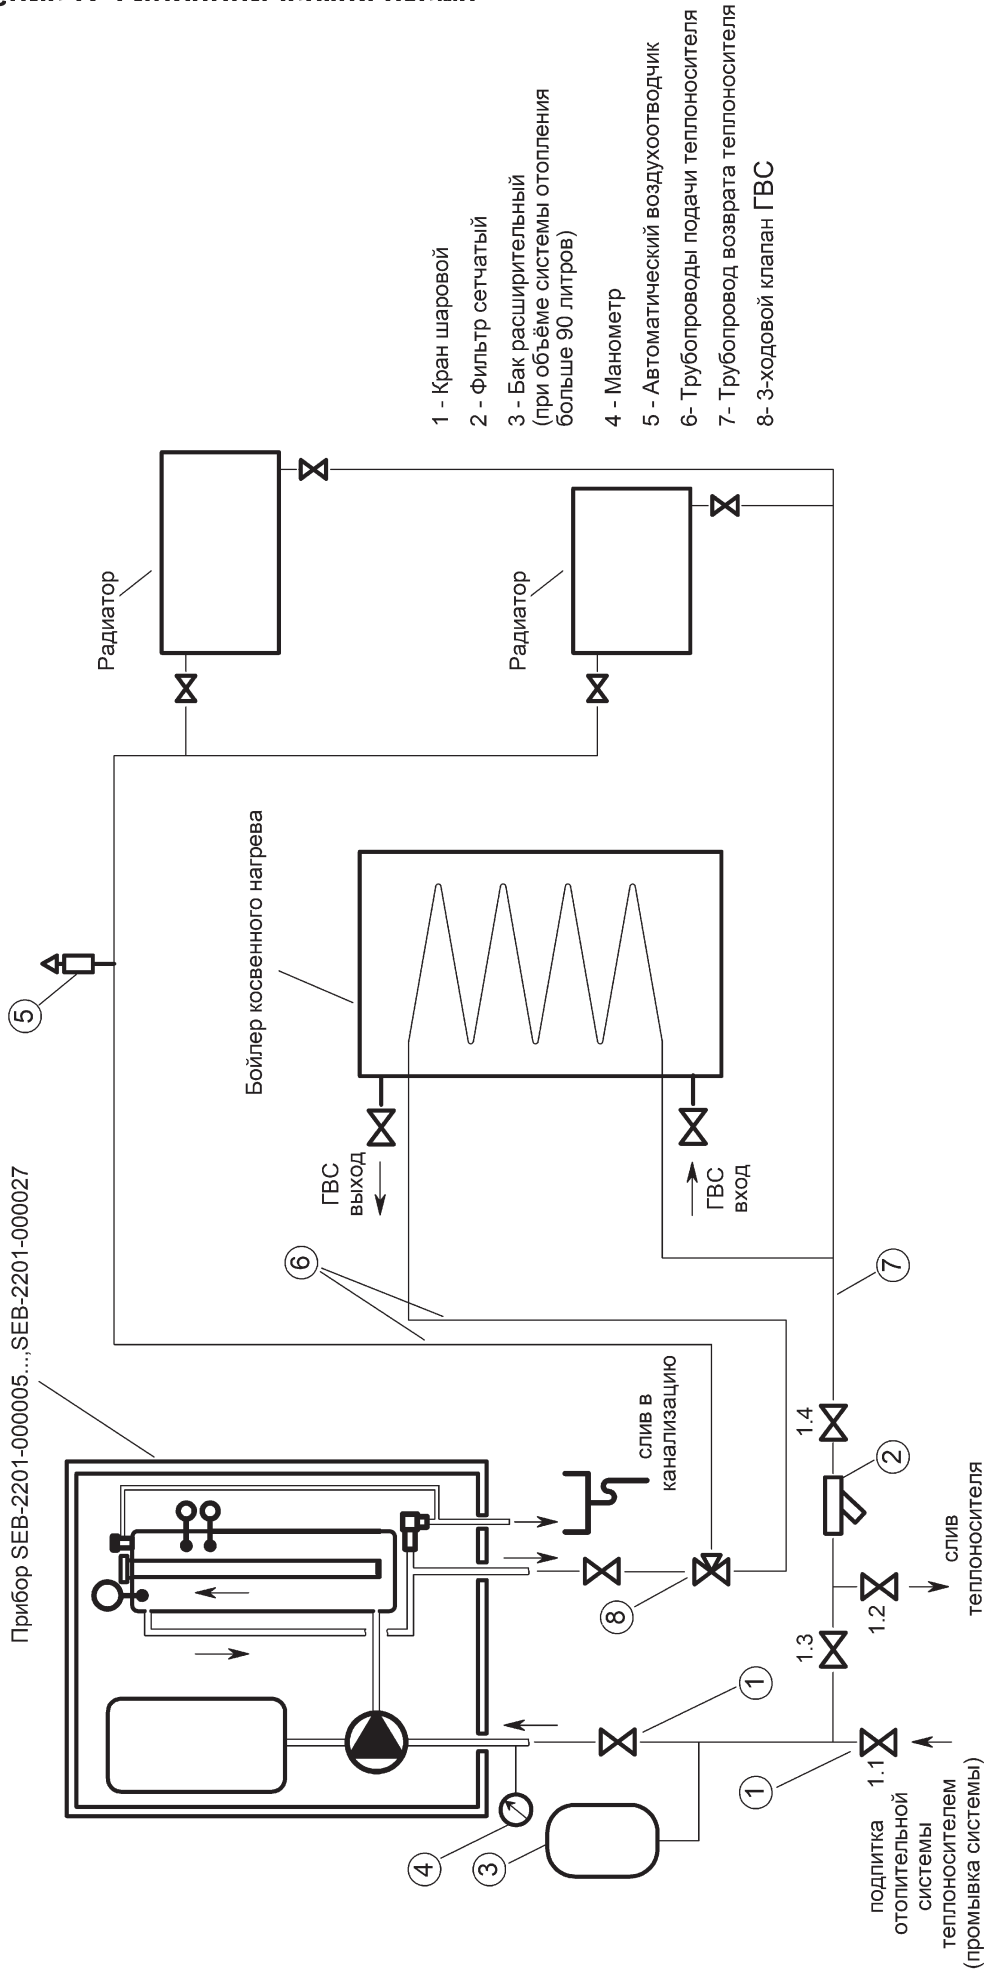 Прибор SEB-2201-000005...,SEB-2201-000027
5
Радиатор
Бойлер косвенного нагрева
ГВС
выход
6
Радиатор
ГВС
вход
слив в
канализацию
8
7
1.4
2
1.3
1.2
слив
теплоносителя
1
1
1.1
4
3
подпитка
отопительной
системы
теплоносителем
(промывка системы)
1 - Кран шаровой
2 - Фильтр сетчатый
3 - Бак расширительный
(при объёме системы отопления
больше 90 литров)
4 - Манометр
5 - Автоматический воздухоотводчик
6- Трубопроводы подачи теплоносителя
7- Трубопровод возврата теплоносителя
8- 3-ходовой клапан ГВС